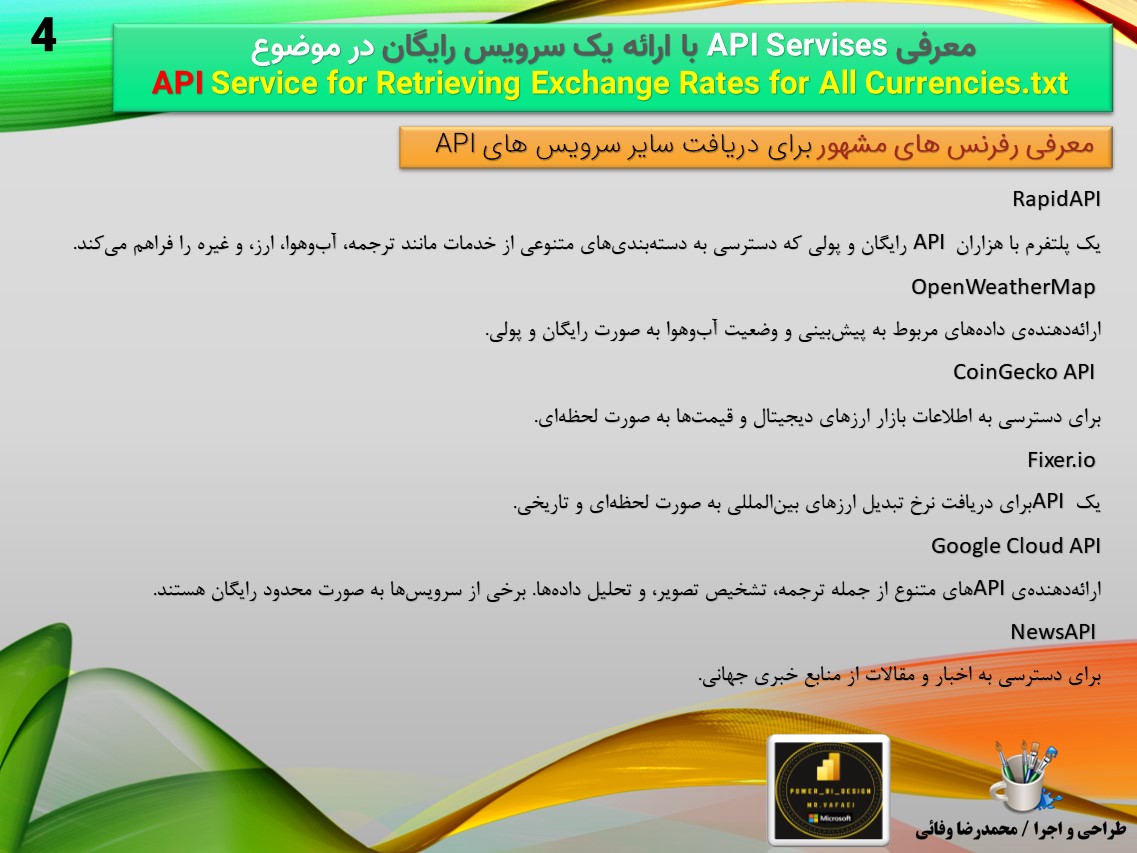 4
معرفی API Servises با ارائه یک سرویس رایگان در موضوع
API Service for Retrieving Exchange Rates for All Currencies.txt
معرفی رفرنس های مشهور برای دریافت سایر سرویس های API
RapidAPI
یک پلتفرم با هزاران API رایگان و پولی که دسترسی به دسته‌بندی‌های متنوعی از خدمات مانند ترجمه، آب‌وهوا، ارز، و غیره را فراهم می‌کند.
OpenWeatherMap
ارائه‌دهنده‌ی داده‌های مربوط به پیش‌بینی و وضعیت آب‌وهوا به صورت رایگان و پولی.
CoinGecko API
برای دسترسی به اطلاعات بازار ارزهای دیجیتال و قیمت‌ها به صورت لحظه‌ای.
Fixer.io
یک APIبرای دریافت نرخ تبدیل ارزهای بین‌المللی به صورت لحظه‌ای و تاریخی.
Google Cloud API
ارائه‌دهنده‌ی APIهای متنوع از جمله ترجمه، تشخیص تصویر، و تحلیل داده‌ها. برخی از سرویس‌ها به صورت محدود رایگان هستند.
NewsAPI
برای دسترسی به اخبار و مقالات از منابع خبری جهانی.
POWER_BI_DESIGN
MR.VAFAEI
Microsoft
طراحی و اجرا / محمدرضا وفائی